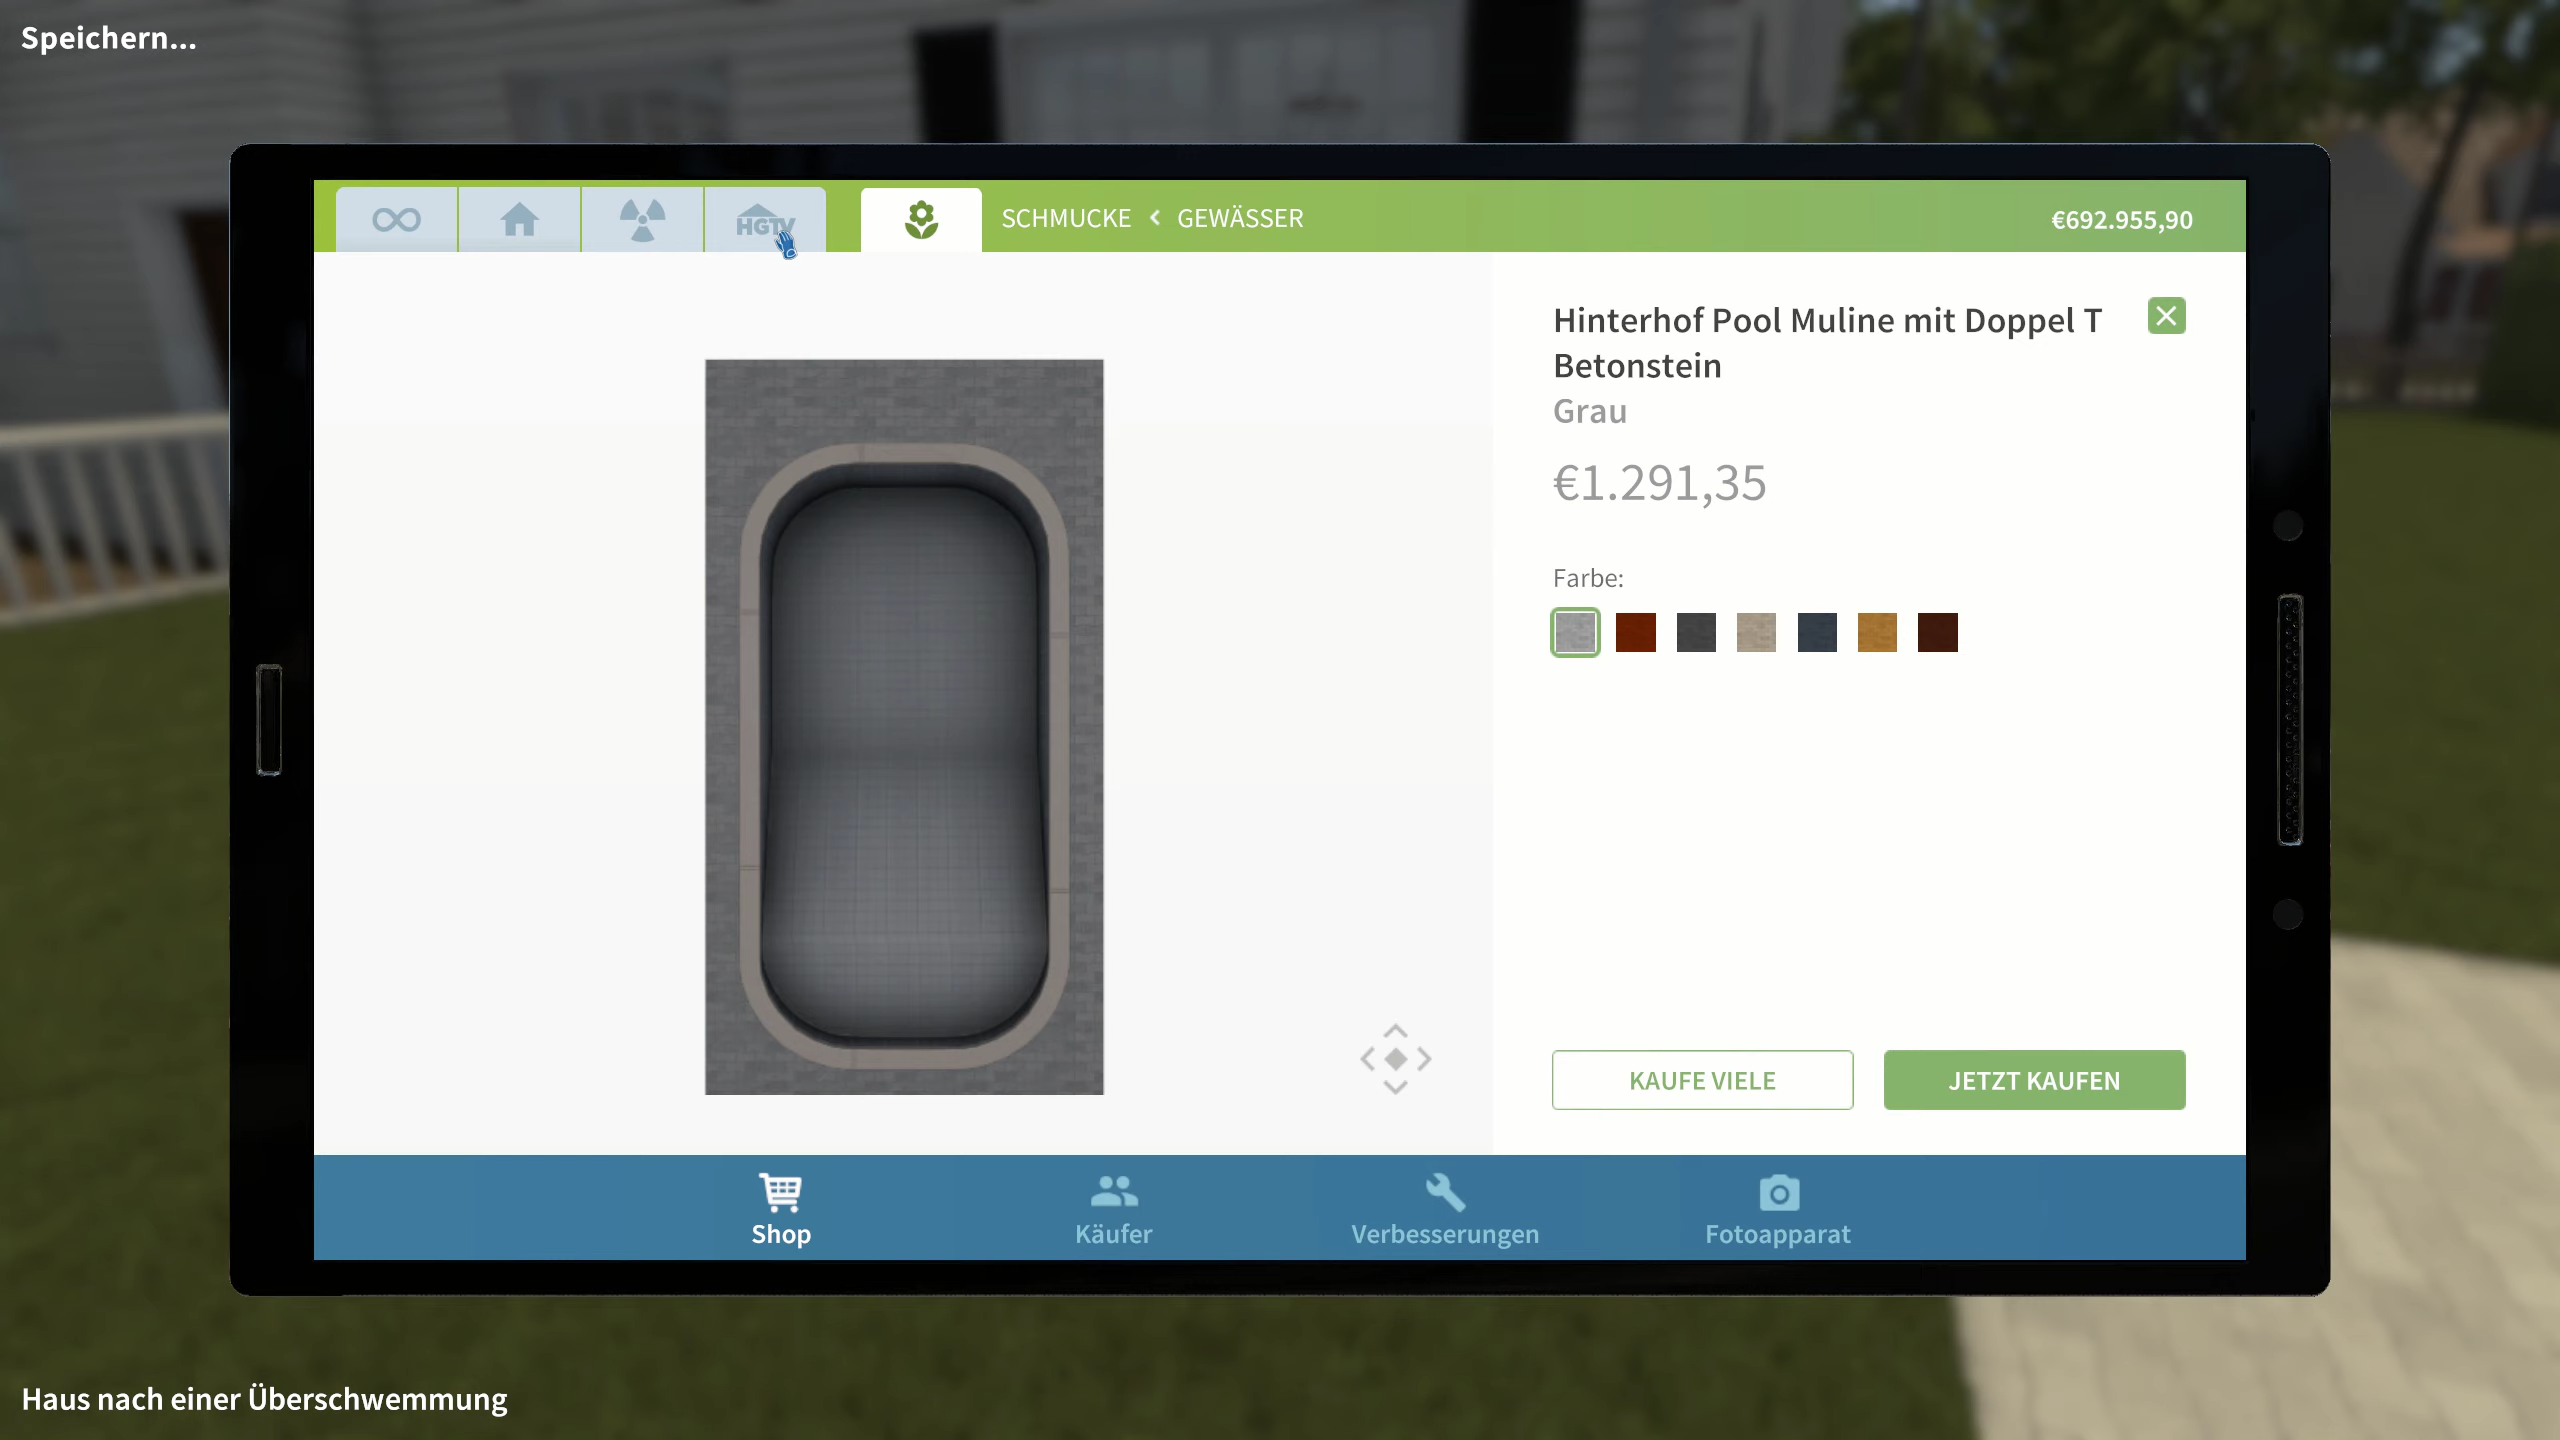 Speichern...
HGTV
SCHMUCKE < GEWÄSSER
€692.955,90
Hinterhof Pool Muline mit Doppel T
Betonstein
Grau
€1.291,35
Farbe:
KAUFE VIELE
JETZT KAUFEN
Shop
Käufer
Verbesserungen
Fotoapparat
Haus nach einer Überschwemmung